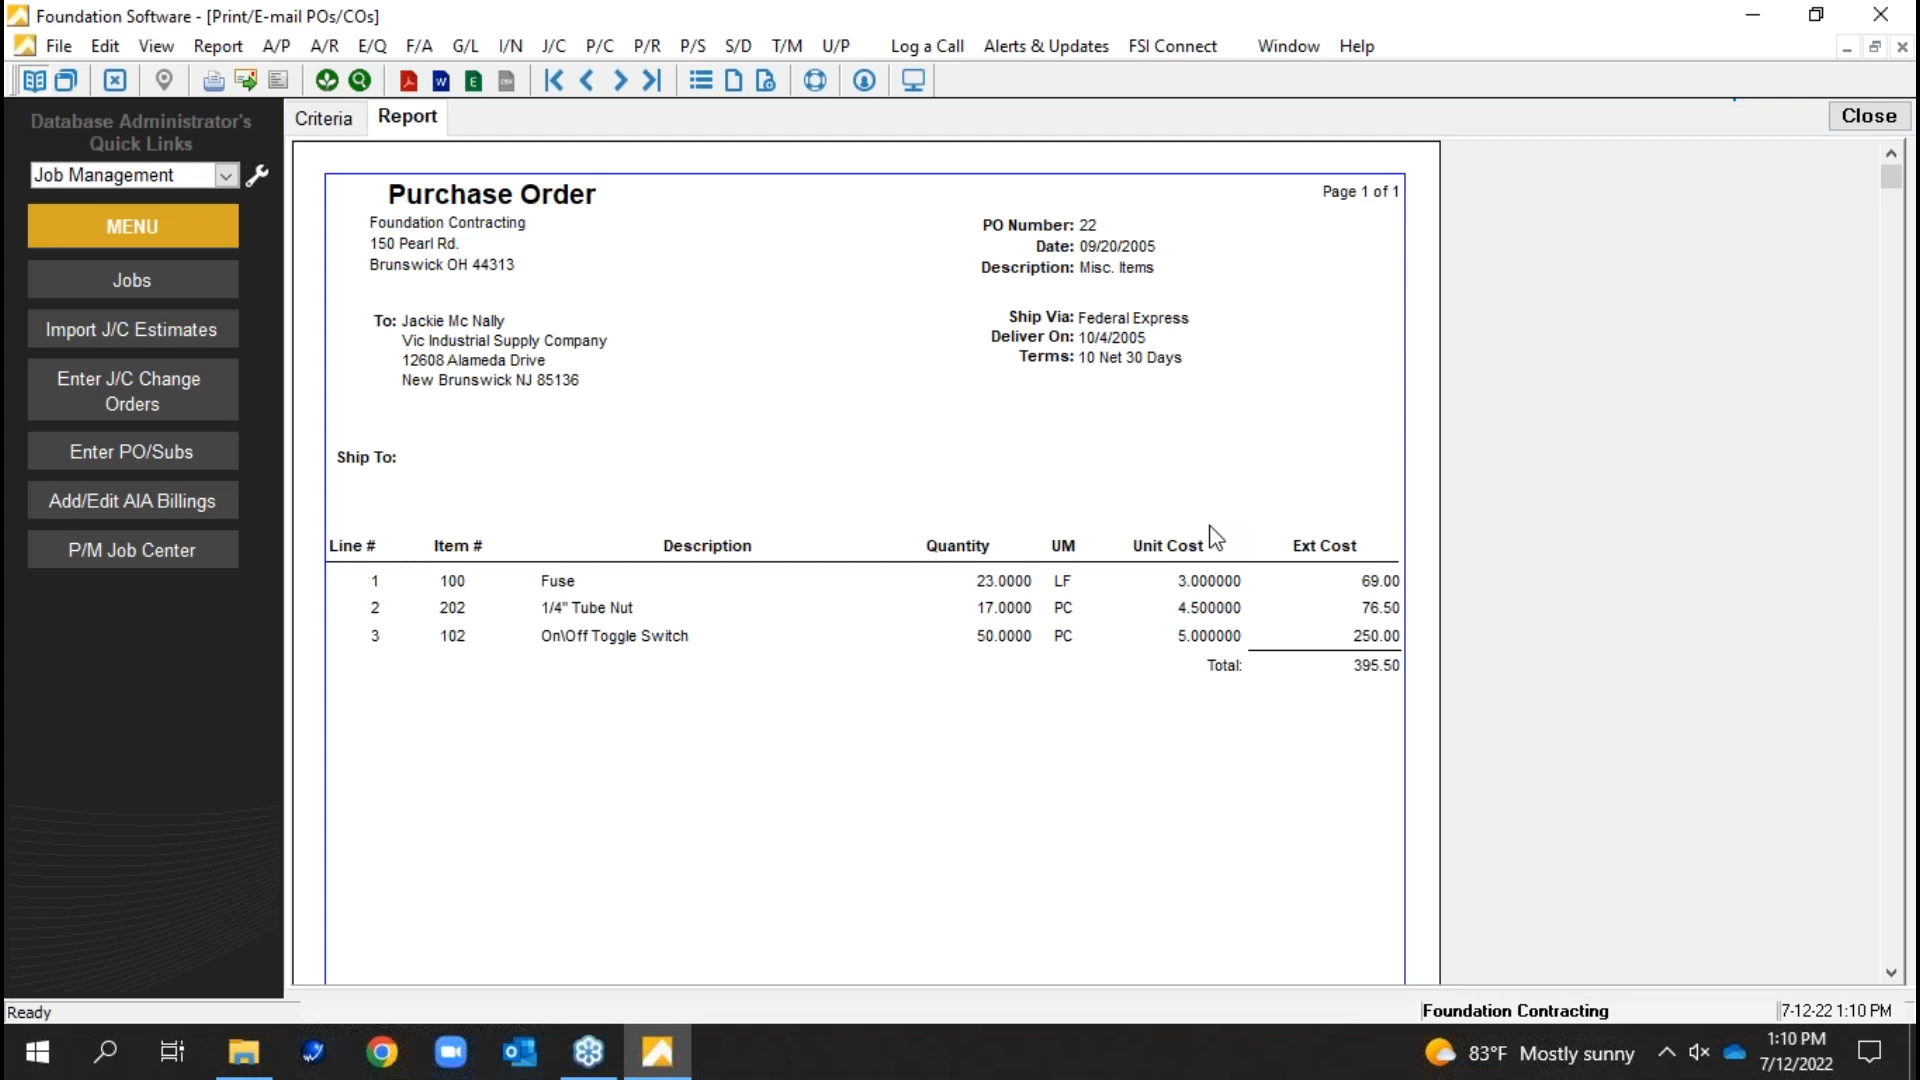 Foundation Software - [Print/E-mail POs/COs]
File Edit View Report A/P A/R E/Q F/A G/L I/N J/C P/C P/R P/S S/D T/M U/P Log a Call Alerts & Updates FSI Connect Window Help
Database Administrator's
Quick Links
Job Management
MENU
Jobs
Import J/C Estimates
Enter J/C Change
Orders
Enter PO/Subs
Add/Edit AIA Billings
P/M Job Center
Criteria Report Close
Purchase Order Page 1 of 1
Foundation Contracting
150 Pearl Rd.
Brunswick OH 44313
PO Number: 22
Date: 09/20/2005
Description: Misc. Items
To: Jackie Mc Nally
Vic Industrial Supply Company
12608 Alameda Drive
New Brunswick NJ 85136
Ship Via: Federal Express
Deliver On: 10/4/2005
Terms: 10 Net 30 Days
Ship To:
Line # Item # Description Quantity UM Unit Cost Ext Cost
1 100 Fuse 23.0000 LF 3.000000 69.00
2 202 1/4" Tube Nut 17.0000 PC 4.500000 76.50
3 102 On\Off Toggle Switch 50.0000 PC 5.000000 250.00
Total: 395.50
Ready Foundation Contracting 7-12-22 1:10 PM
83°F Mostly sunny 1:10 PM
7/12/2022